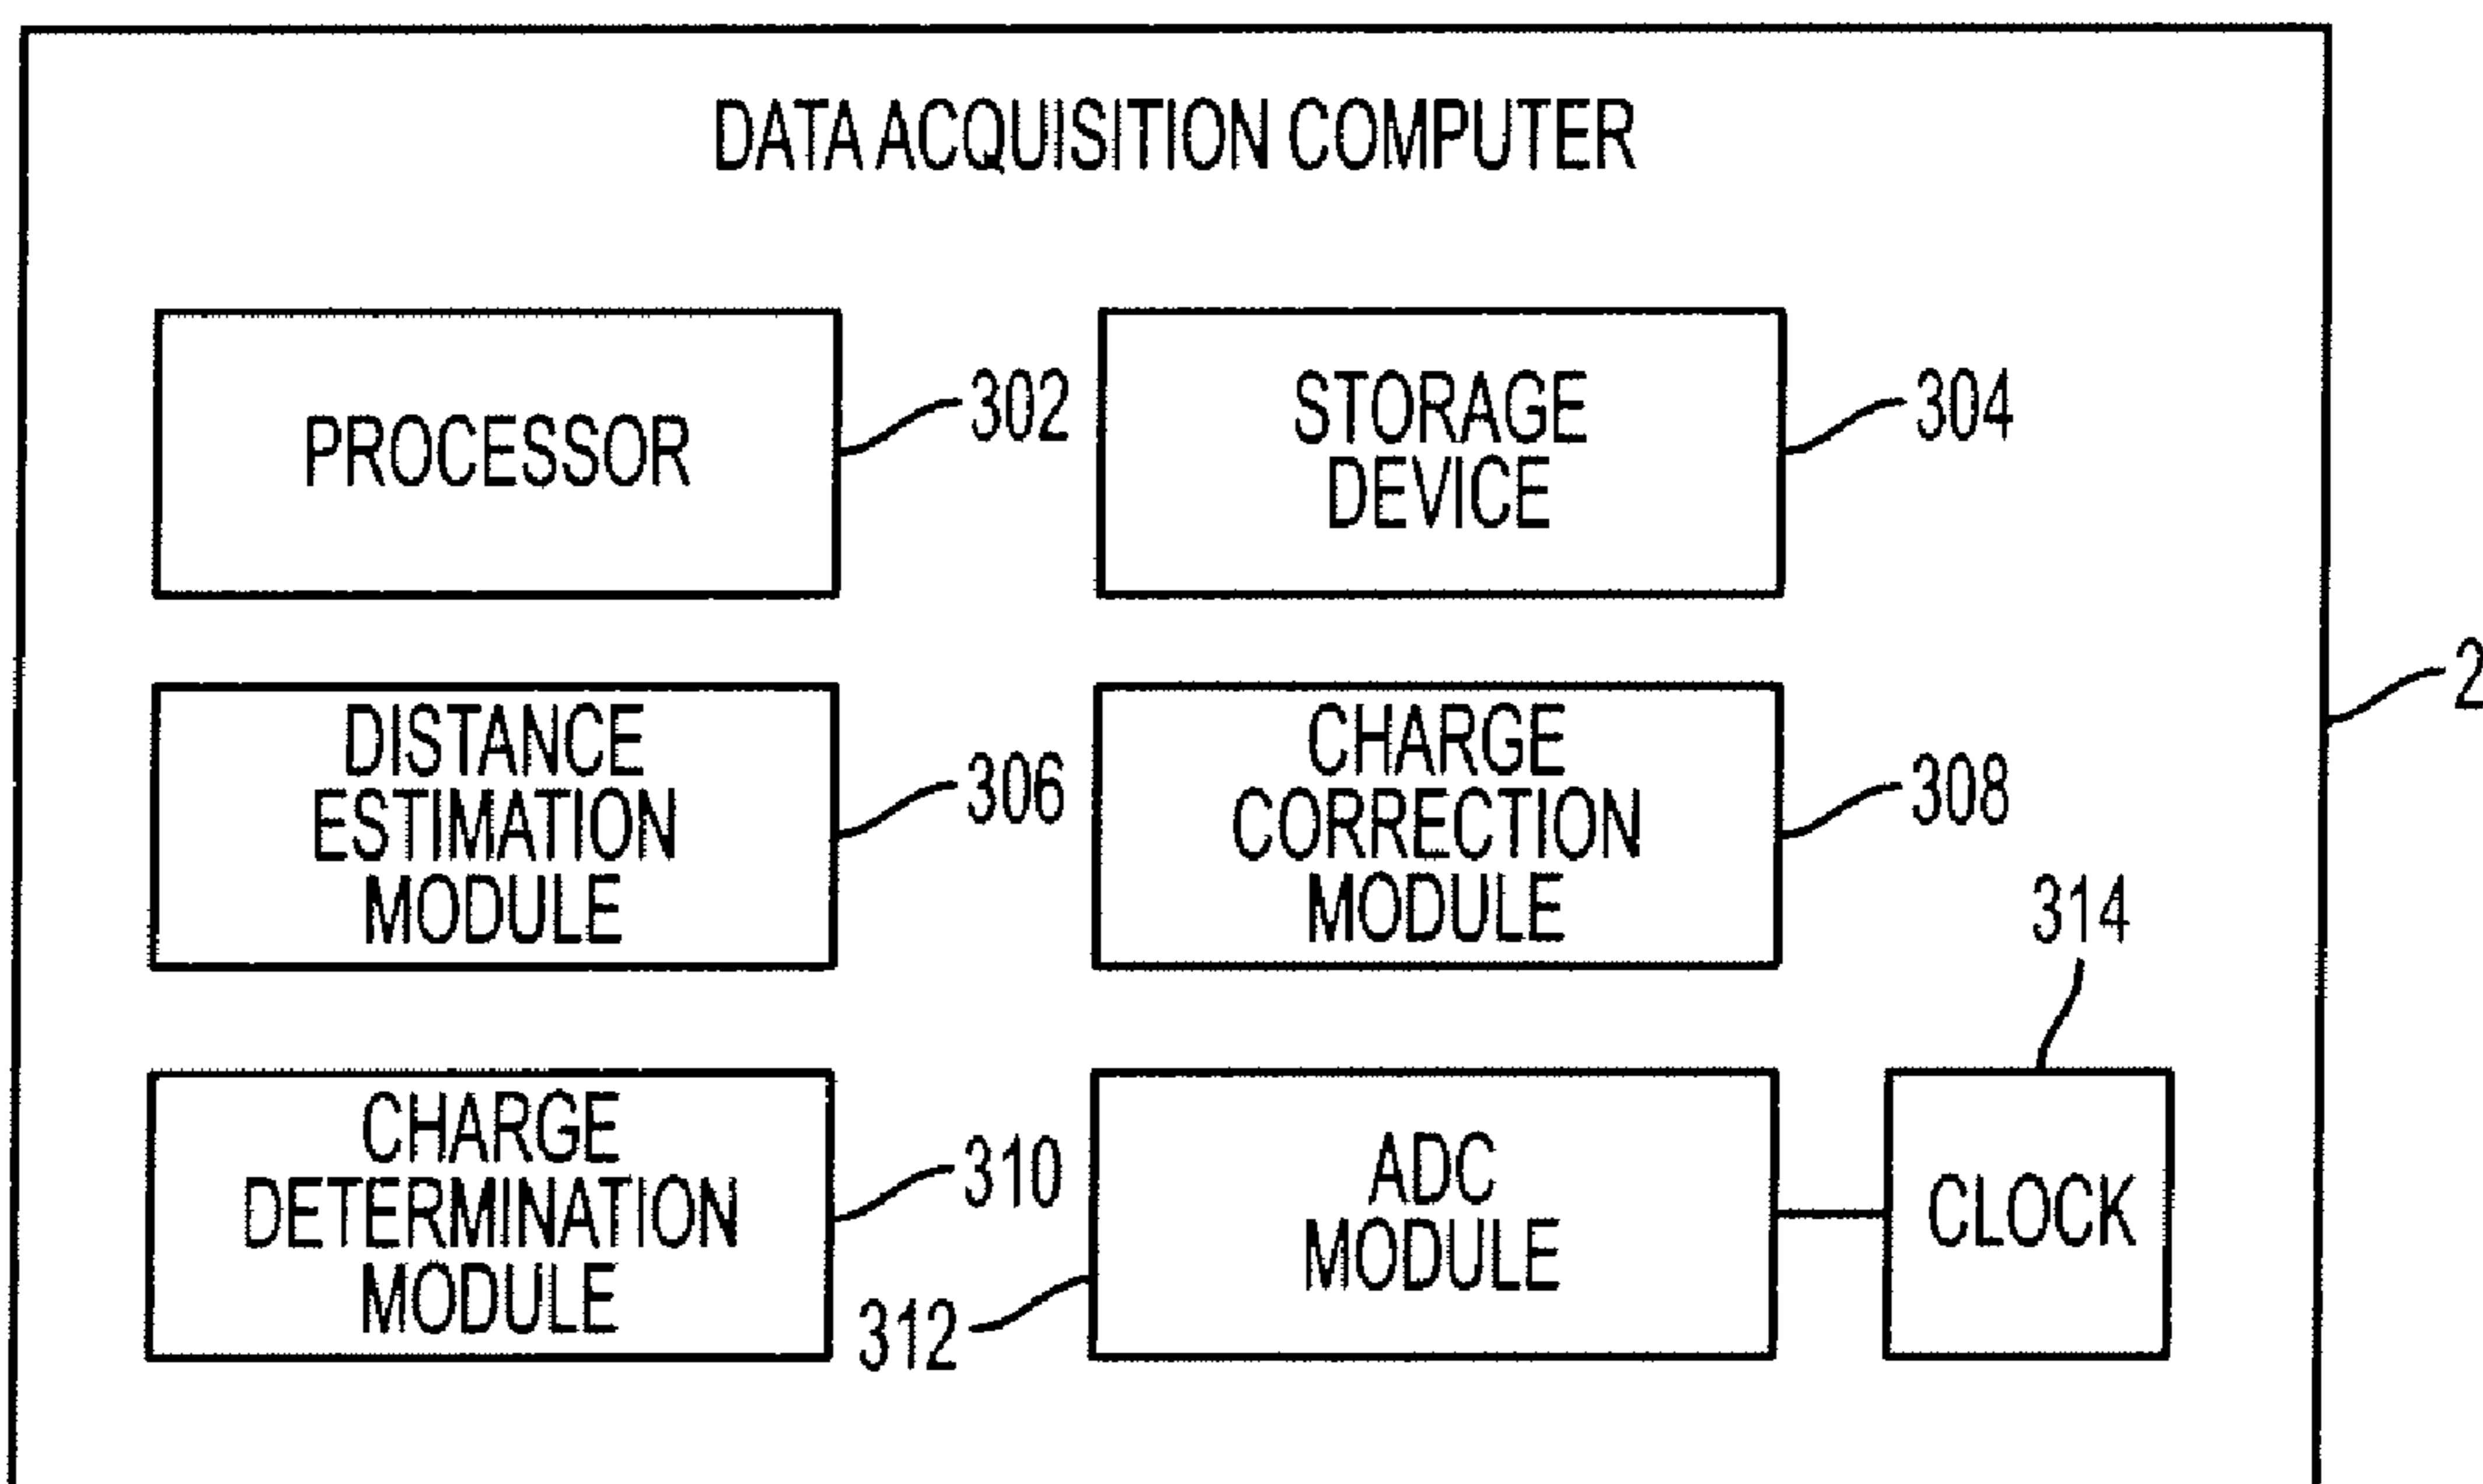 DATA ACQUISITION COMPUTER
PROCESSOR
302
STORAGE
DEVICE
304
DISTANCE
ESTIMATION
MODULE
306
CHARGE
CORRECTION
MODULE
308
2
314
CHARGE
DETERMINATION
MODULE
310
312
ADC
MODULE
CLOCK